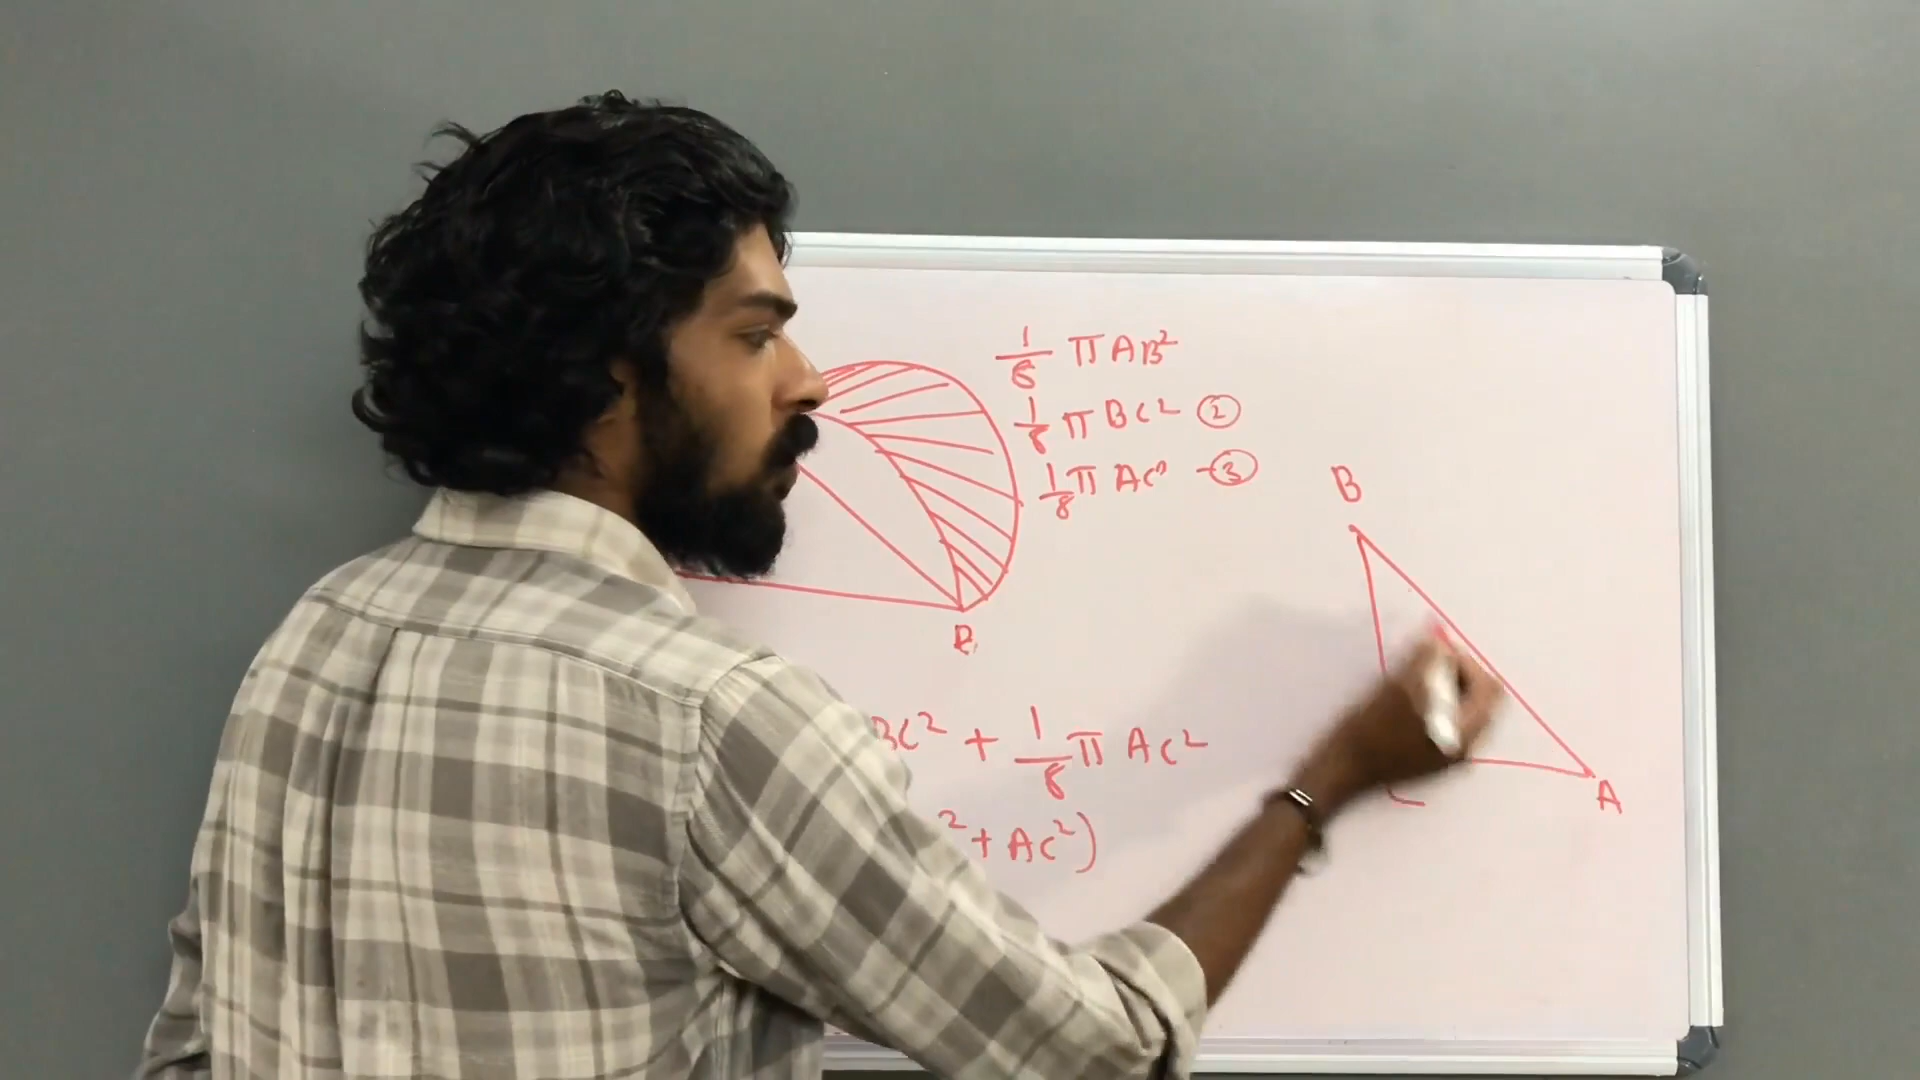 1/8 π AB²
1/8 π BC² ②
1/8 π AC² - ③
B
B
BC² + 1/8 π AC²
A
C
² + AC²)